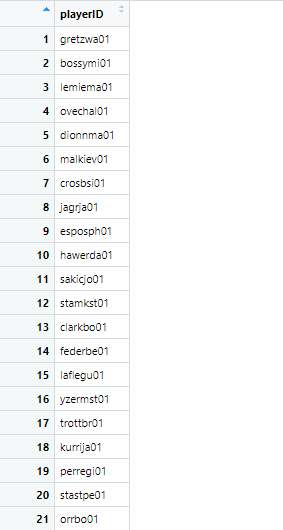 playerID
1 gretzwa01
2 bossymi01
3 lemiema01
4 ovechal01
5 dionnma01
6 malkiev01
7 crosbsi01
8 jagrja01
9 esposph01
10 hawerda01
11 sakicjo01
12 stamkst01
13 clarkbo01
14 federbe01
15 laflegu01
16 yzermst01
17 trottbr01
18 kurrija01
19 perregi01
20 stastpe01
21 orrbo01